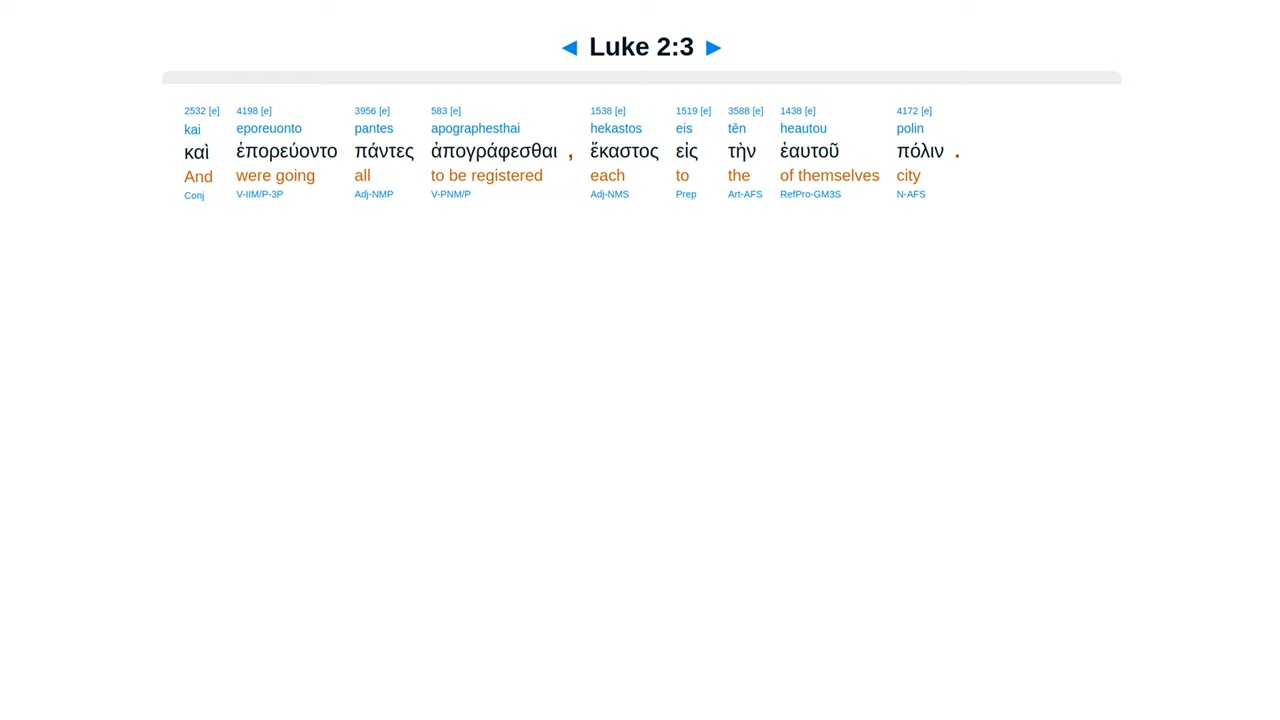 ◄ Luke 2:3 ►
2532 [e] 4198 [e] 3956 [e] 583 [e] 1538 [e] 1519 [e] 3588 [e] 1438 [e] 4172 [e]
kai eporeuonto pantes apographesthai hekastos eis tēn heautou polin
καὶ ἐπορεύοντο πάντες ἀπογράφεσθαι , ἕκαστος εἰς τὴν ἑαυτοῦ πόλιν .
And were going all to be registered each to the of themselves city
Conj V-IIM/P-3P Adj-NMP V-PNM/P Adj-NMS Prep Art-AFS RefPro-GM3S N-AFS